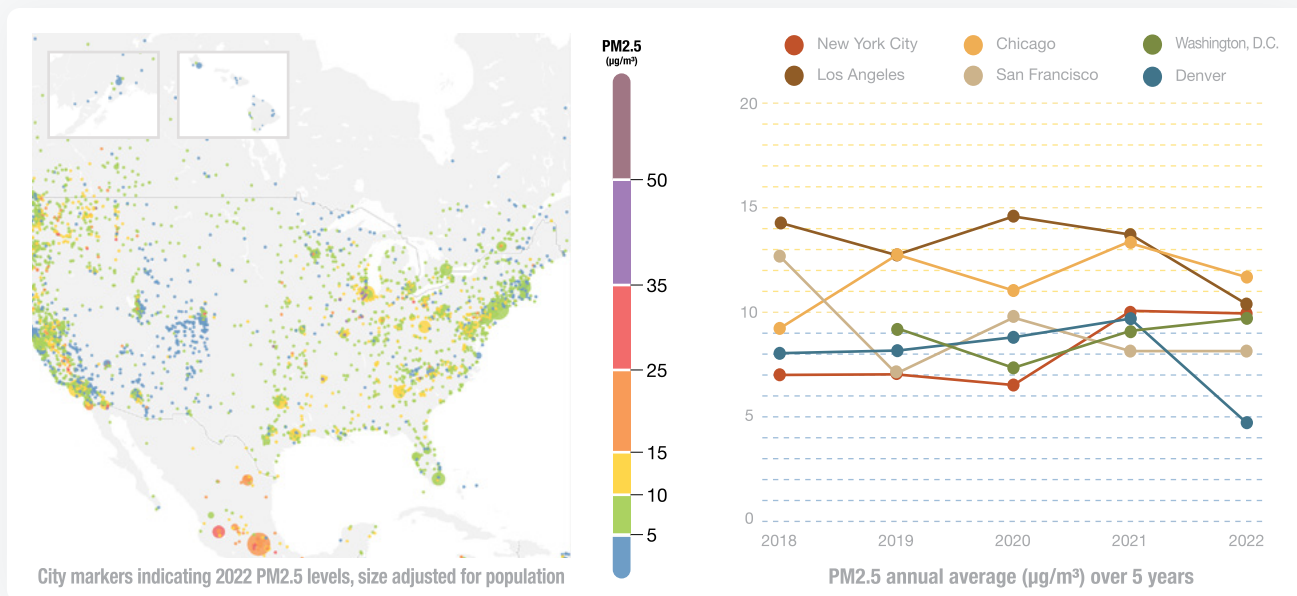 PM2.5
(µg/m³)
50
35
25
15
10
5
City markers indicating 2022 PM2.5 levels, size adjusted for population
New York City
Chicago
Washington, D.C.
Los Angeles
San Francisco
Denver
20
15
10
5
0
2018
2019
2020
2021
2022
PM2.5 annual average (µg/m³) over 5 years